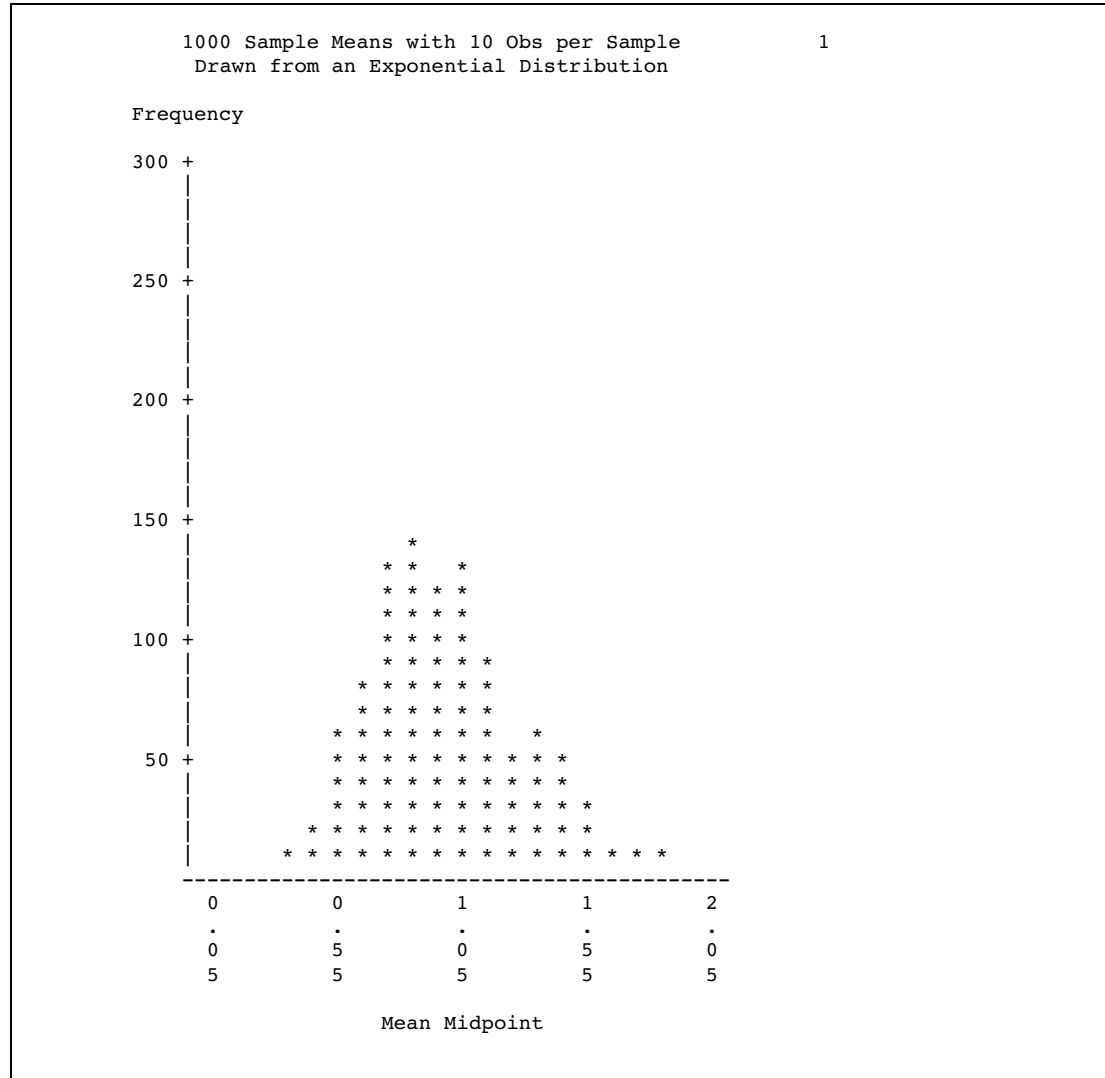 1000 Sample Means with 10 Obs per Sample 1
Drawn from an Exponential Distribution
Frequency
300 +
|
|
|
|
250 +
|
|
|
|
200 +
|
|
|
|
150 +
| *
| * * *
| * * * *
| * * * *
100 + * * * *
| * * * * *
| * * * * * *
| * * * * * *
| * * * * * * * *
50 + * * * * * * * * * *
| * * * * * * * * * *
| * * * * * * * * * * *
| * * * * * * * * * * * *
| * * * * * * * * * * * * * * * *
--------------------------------------------
0 0 1 1 2
. . . . .
0 5 0 5 0
5 5 5 5 5
Mean Midpoint